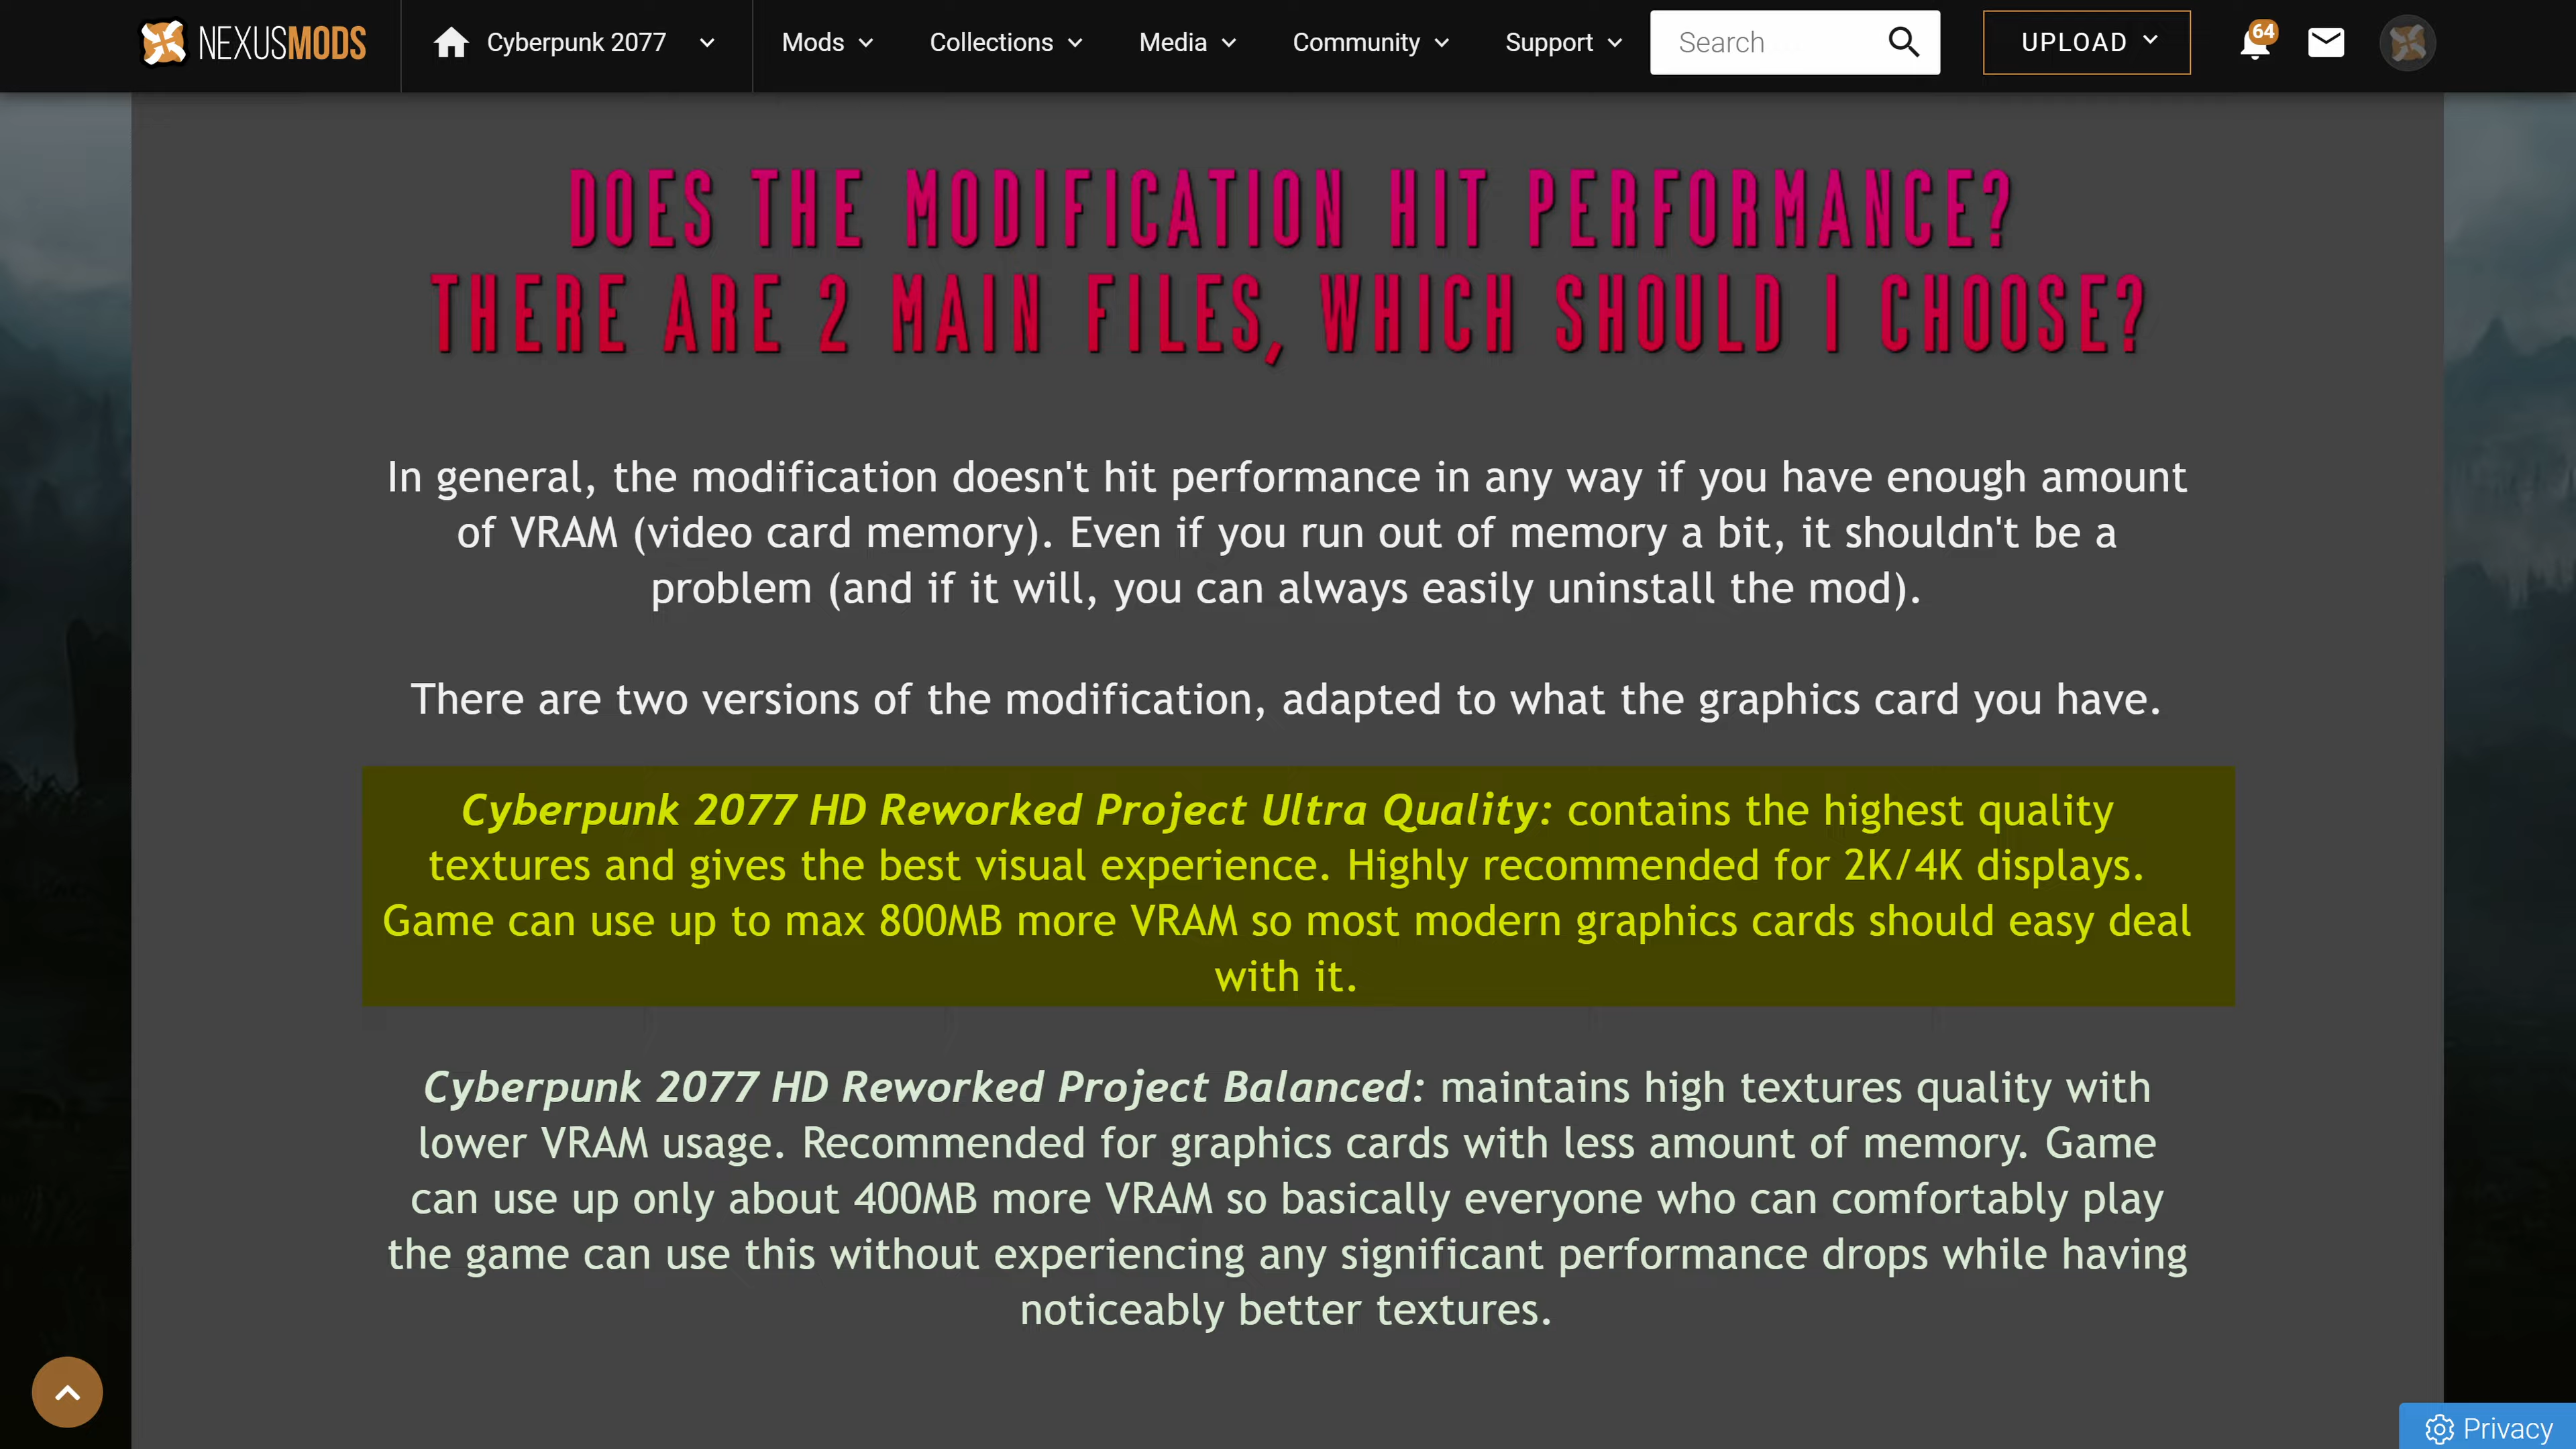 NEXUSMODS
Cyberpunk 2077
Mods
Collections
Media
Community
Support
Search
UPLOAD
64
DOES THE MODIFICATION HIT PERFORMANCE?
THERE ARE 2 MAIN FILES, WHICH SHOULD I CHOOSE?
In general, the modification doesn't hit performance in any way if you have enough amount
of VRAM (video card memory). Even if you run out of memory a bit, it shouldn't be a
problem (and if it will, you can always easily uninstall the mod).
There are two versions of the modification, adapted to what the graphics card you have.
Cyberpunk 2077 HD Reworked Project Ultra Quality: contains the highest quality
textures and gives the best visual experience. Highly recommended for 2K/4K displays.
Game can use up to max 800MB more VRAM so most modern graphics cards should easy deal
with it.
Cyberpunk 2077 HD Reworked Project Balanced: maintains high textures quality with
lower VRAM usage. Recommended for graphics cards with less amount of memory. Game
can use up only about 400MB more VRAM so basically everyone who can comfortably play
the game can use this without experiencing any significant performance drops while having
noticeably better textures.
Privacy